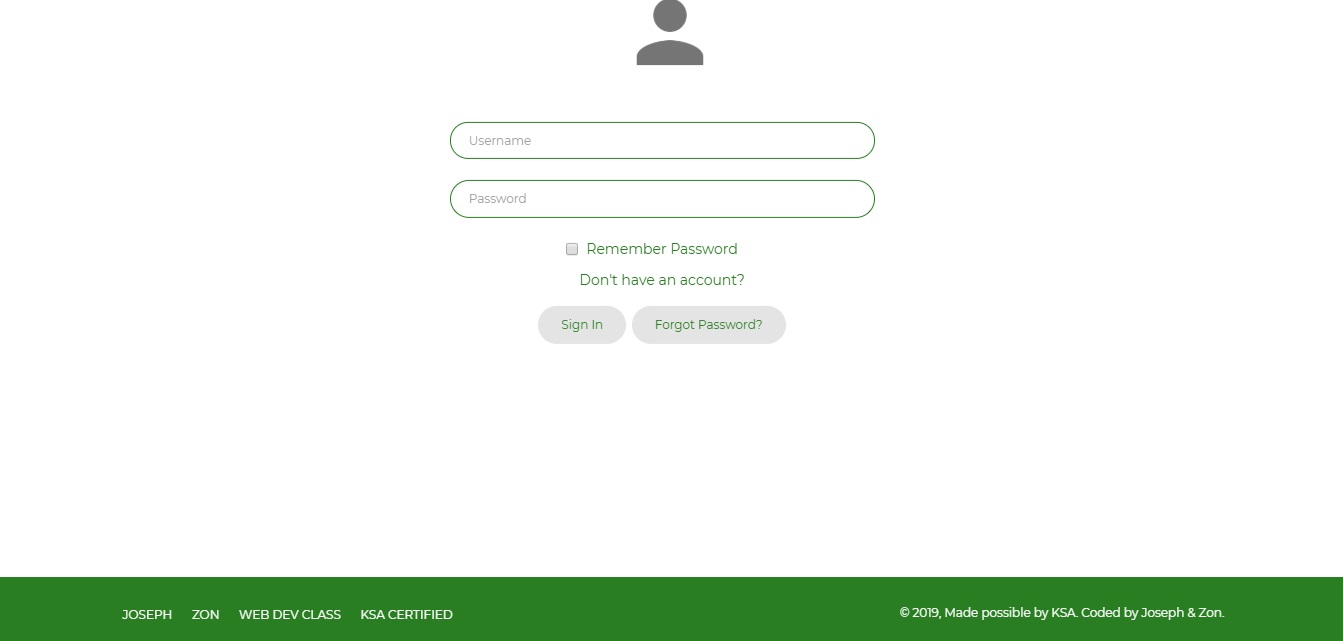 Username
Password
Remember Password
Don't have an account?
Sign In Forgot Password?
JOSEPH ZON WEB DEV CLASS KSA CERTIFIED © 2019, Made possible by KSA. Coded by Joseph & Zon.